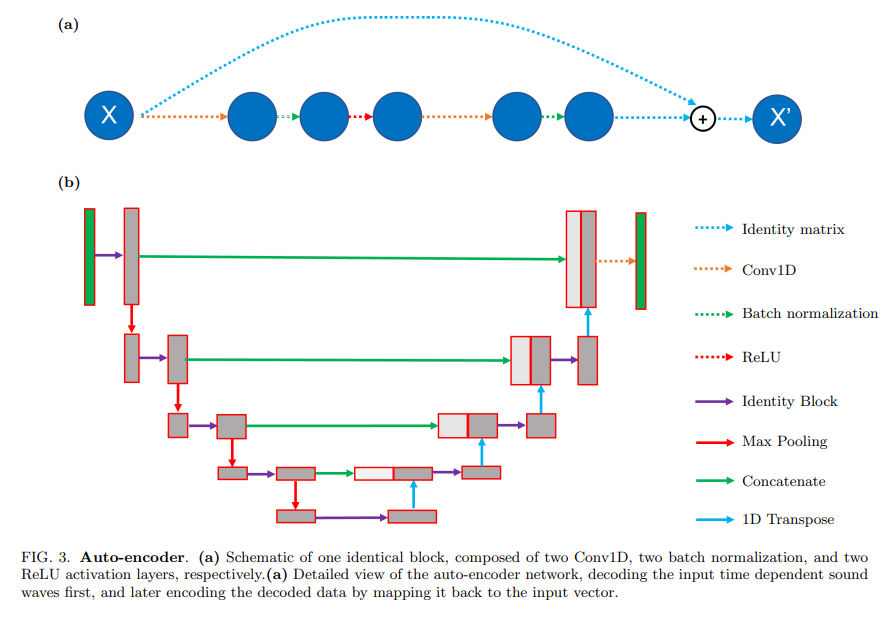 (a)
X
+
X'
(b)
Identity matrix
Conv1D
Batch normalization
ReLU
Identity Block
Max Pooling
Concatenate
1D Transpose
FIG. 3. Auto-encoder. (a) Schematic of one identical block, composed of two Conv1D, two batch normalization, and two
ReLU activation layers, respectively.(a) Detailed view of the auto-encoder network, decoding the input time dependent sound
waves first, and later encoding the decoded data by mapping it back to the input vector.